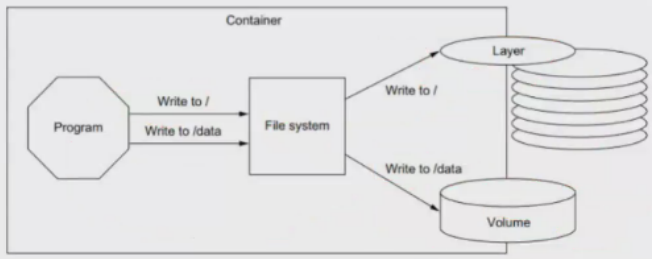 Container
Layer
Write to /
Write to /
Program
File system
Write to /data
Write to /data
Volume